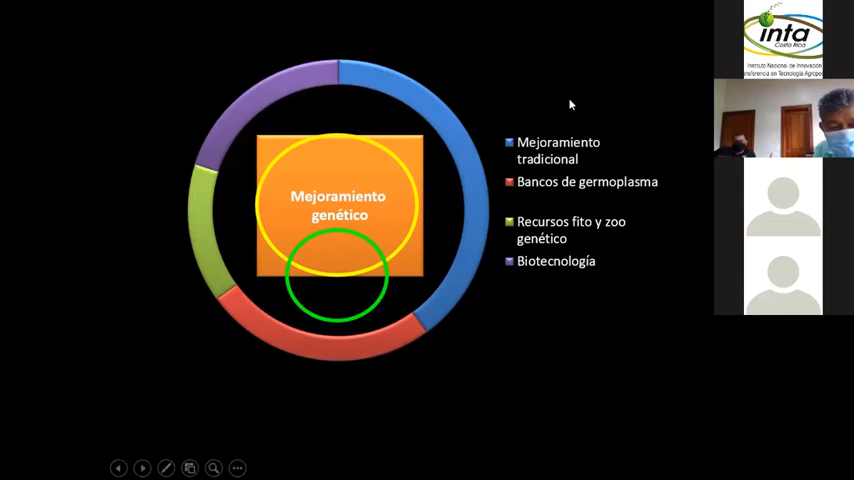 Mejoramiento
genético
Mejoramiento
tradicional
Bancos de germoplasma
Recursos fito y zoo
genético
Biotecnología
inta
Costa Rica
Instituto Nacional de Innovación
Transferencia en Tecnología Agropec